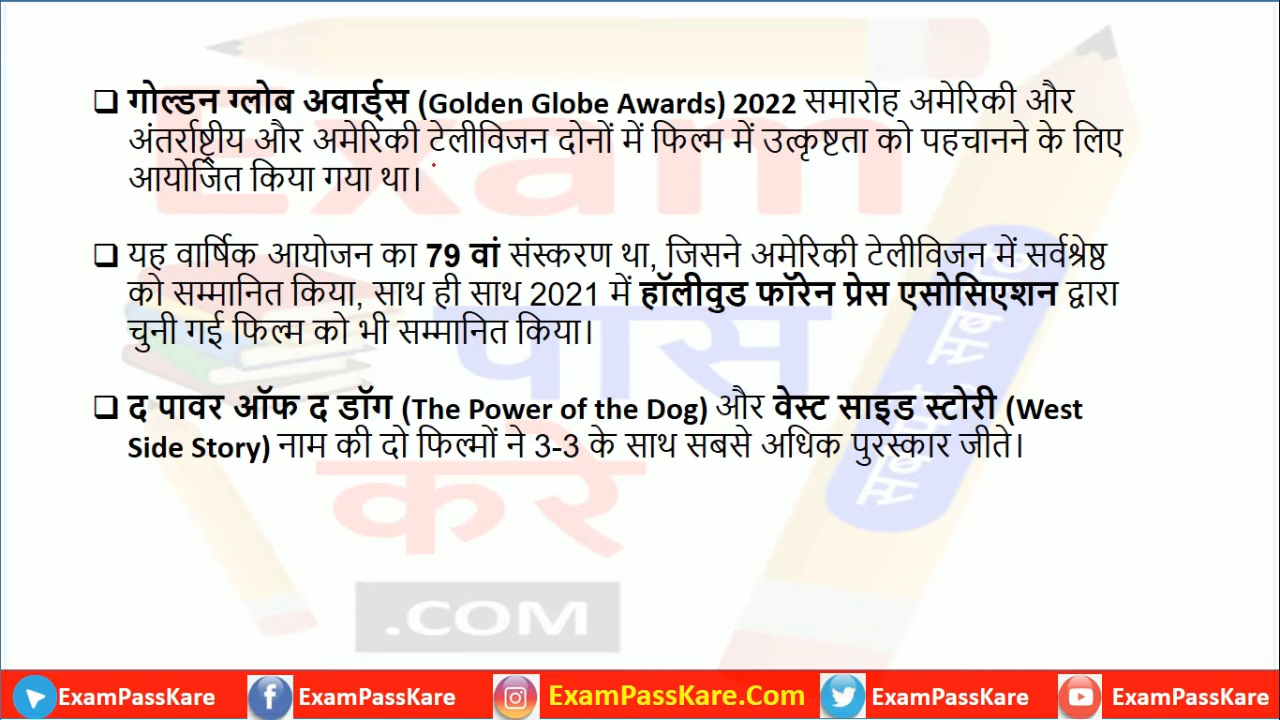 ❑ गोल्डन ग्लोब अवार्ड्स (Golden Globe Awards) 2022 समारोह अमेरिकी और
अंतर्राष्ट्रीय और अमेरिकी टेलीविजन दोनों में फिल्म में उत्कृष्टता को पहचानने के लिए
आयोजित किया गया था।
❑ यह वार्षिक आयोजन का 79 वां संस्करण था, जिसने अमेरिकी टेलीविजन में सर्वश्रेष्ठ
को सम्मानित किया, साथ ही साथ 2021 में हॉलीवुड फॉरेन प्रेस एसोसिएशन द्वारा
चुनी गई फिल्म को भी सम्मानित किया।
❑ द पावर ऑफ द डॉग (The Power of the Dog) और वेस्ट साइड स्टोरी (West
Side Story) नाम की दो फिल्मों ने 3-3 के साथ सबसे अधिक पुरस्कार जीते।
Exam
पास
करे
.COM
ExamPassKare ExamPassKare ExamPassKare.Com ExamPassKare ExamPassKare